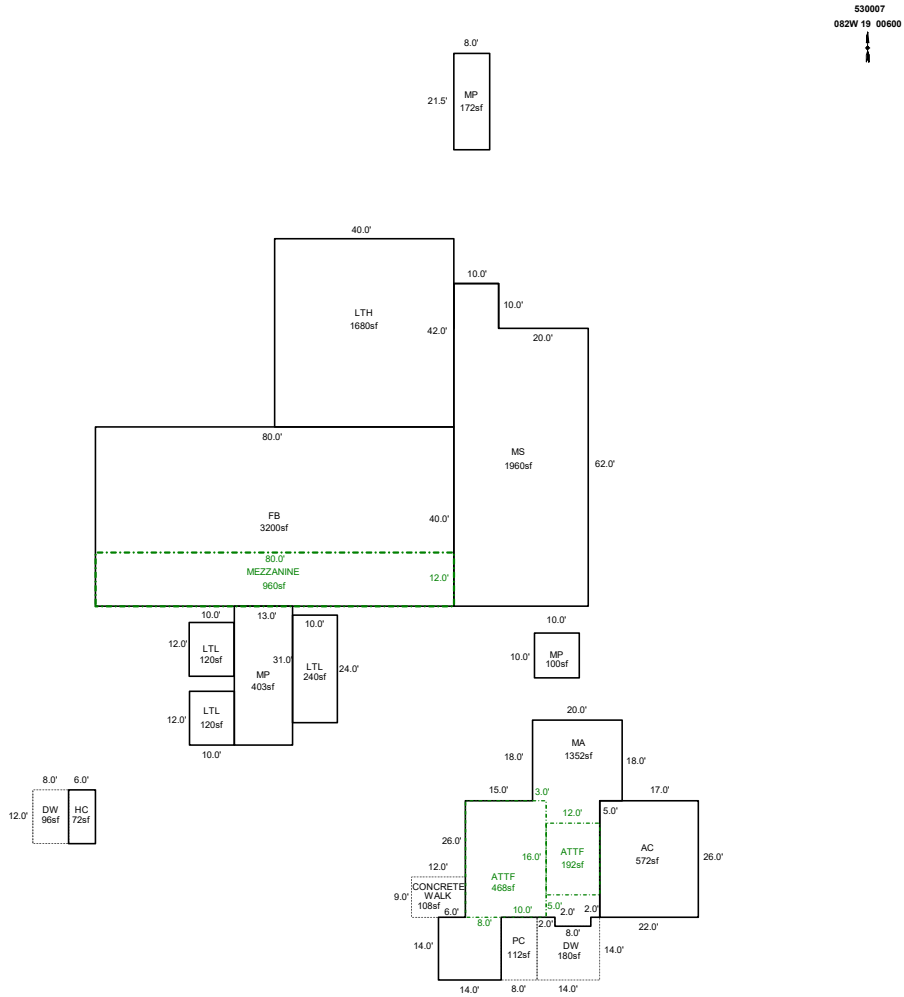 530007
082W 19 00600
8.0'
21.5'
MP
172sf
40.0'
10.0'
10.0'
LTH
1680sf
42.0'
20.0'
80.0'
MS
1960sf
62.0'
FB
3200sf
40.0'
80.0'
MEZZANINE
960sf
12.0'
10.0'
13.0'
10.0'
10.0'
12.0'
LTL
120sf
31.0'
LTL
240sf
24.0'
MP
403sf
10.0'
MP
100sf
LTL
120sf
12.0'
10.0'
20.0'
MA
1352sf
18.0'
18.0'
8.0'
6.0'
12.0'
DW
96sf
HC
72sf
15.0'
3.0'
17.0'
12.0'
5.0'
26.0'
16.0'
ATTF
192sf
AC
572sf
26.0'
12.0'
ATTF
468sf
9.0'
CONCRETE
WALK
108sf
6.0'
10.0'
5.0'
2.0'
2.0'
8.0'
2.0'
8.0'
22.0'
14.0'
PC
112sf
DW
180sf
14.0'
14.0'
8.0'
14.0'